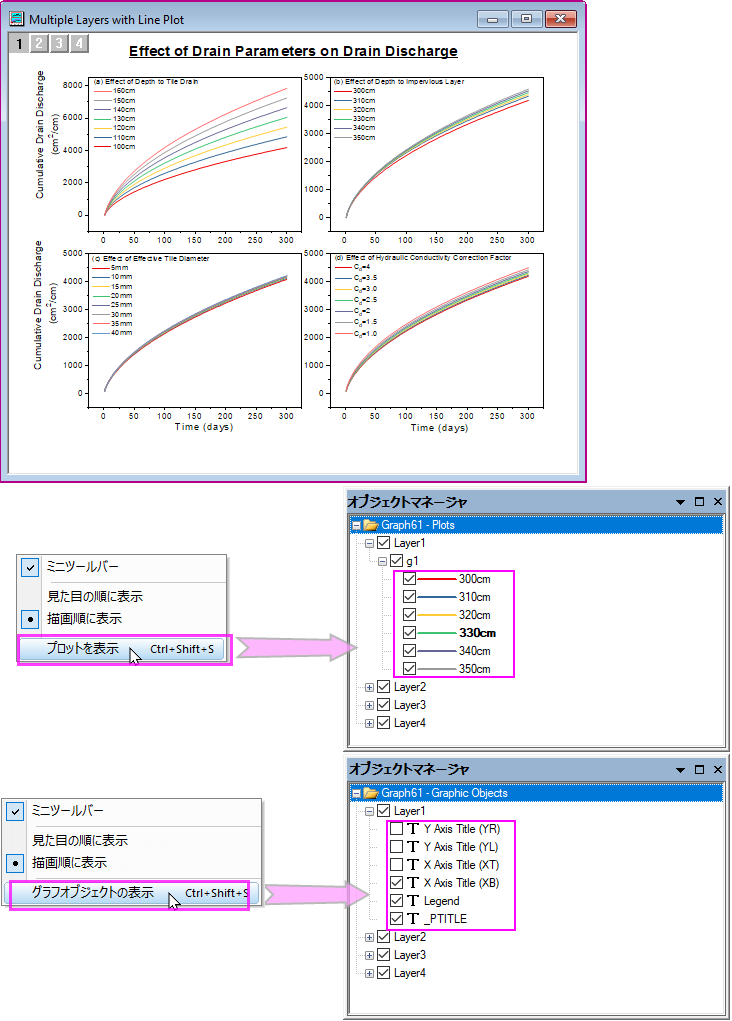 Multiple Layers with Line Plot
1 2 3 4
Effect of Drain Parameters on Drain Discharge
Cumulative Drain Discharge
(cm²/cm)
(a) Effect of Depth to Tile Drain
160cm
150cm
140cm
130cm
120cm
110cm
100cm
8000
6000
4000
2000
0
0 50 100 150 200 250 300
(b) Effect of Depth to Impervious Layer
300cm
310cm
320cm
330cm
340cm
350cm
5000
4000
3000
2000
1000
0
0 50 100 150 200 250 300
Cumulative Drain Discharge
(cm²/cm)
(c) Effect of Effective Tile Diameter
5mm
10mm
15mm
20mm
25mm
30mm
35mm
40mm
5000
4000
3000
2000
1000
0
0 50 100 150 200 250 300
Time (days)
(d) Effect of Hydraulic Conductivity Correction Factor
Cd=4
Cd=3.5
Cd=3.0
Cd=2.5
Cd=2
Cd=1.5
Cd=1.0
5000
4000
3000
2000
1000
0
0 50 100 150 200 250 300
Time (days)
ミニツールバー
見た目の順に表示
描画順に表示
プロットを表示 Ctrl+Shift+S
オブジェクトマネージャ
Graph61 - Plots
Layer1
g1
300cm
310cm
320cm
330cm
340cm
350cm
Layer2
Layer3
Layer4
ミニツールバー
見た目の順に表示
描画順に表示
グラフオブジェクトの表示 Ctrl+Shift+S
オブジェクトマネージャ
Graph61 - Graphic Objects
Layer1
T Y Axis Title (YR)
T Y Axis Title (YL)
T X Axis Title (XT)
T X Axis Title (XB)
T Legend
T _PTITLE
Layer2
Layer3
Layer4